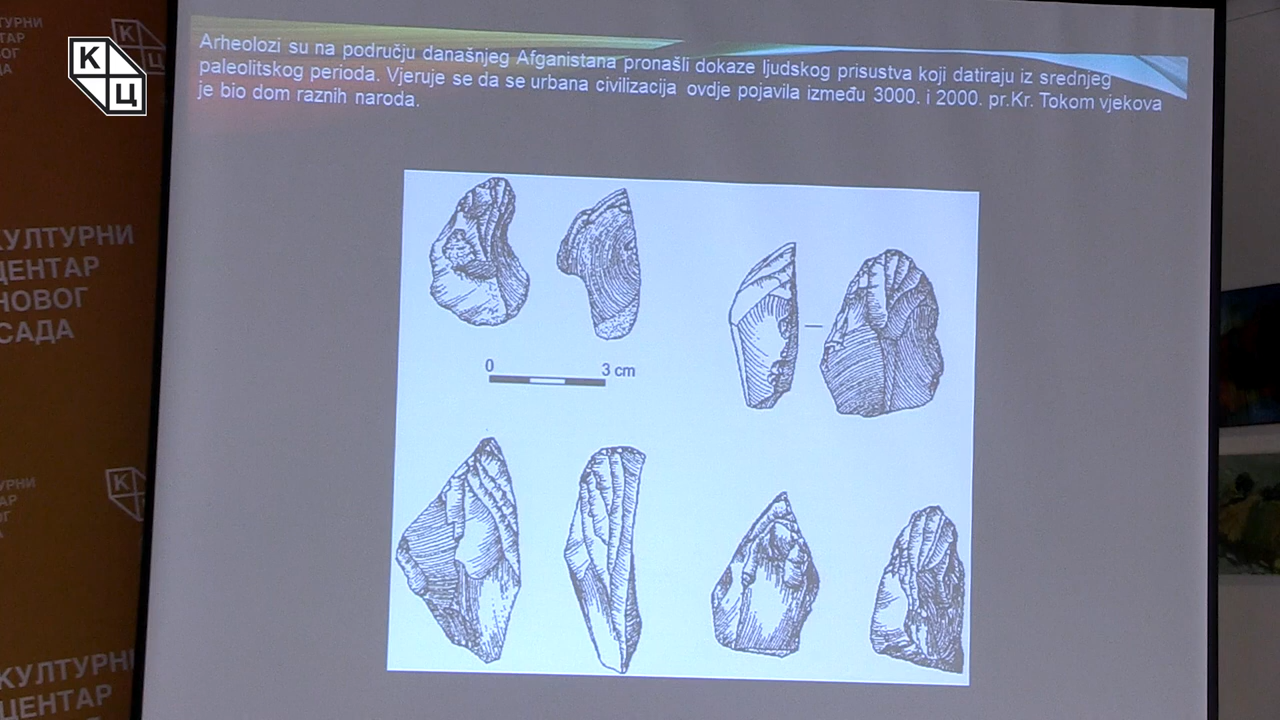 К
Ц
Arheolozi su na području današnjeg Afganistana pronašli dokaze ljudskog prisustva koji datiraju iz srednjeg
paleolitskog perioda. Vjeruje se da se urbana civilizacija ovdje pojavila između 3000. i 2000. pr.Kr. Tokom vjekova
je bio dom raznih naroda.
0 3 cm
КУЛТУРНИ
ЦЕНТАР
НОВОГ
САДА
КУЛТУРНИ
ЦЕНТАР